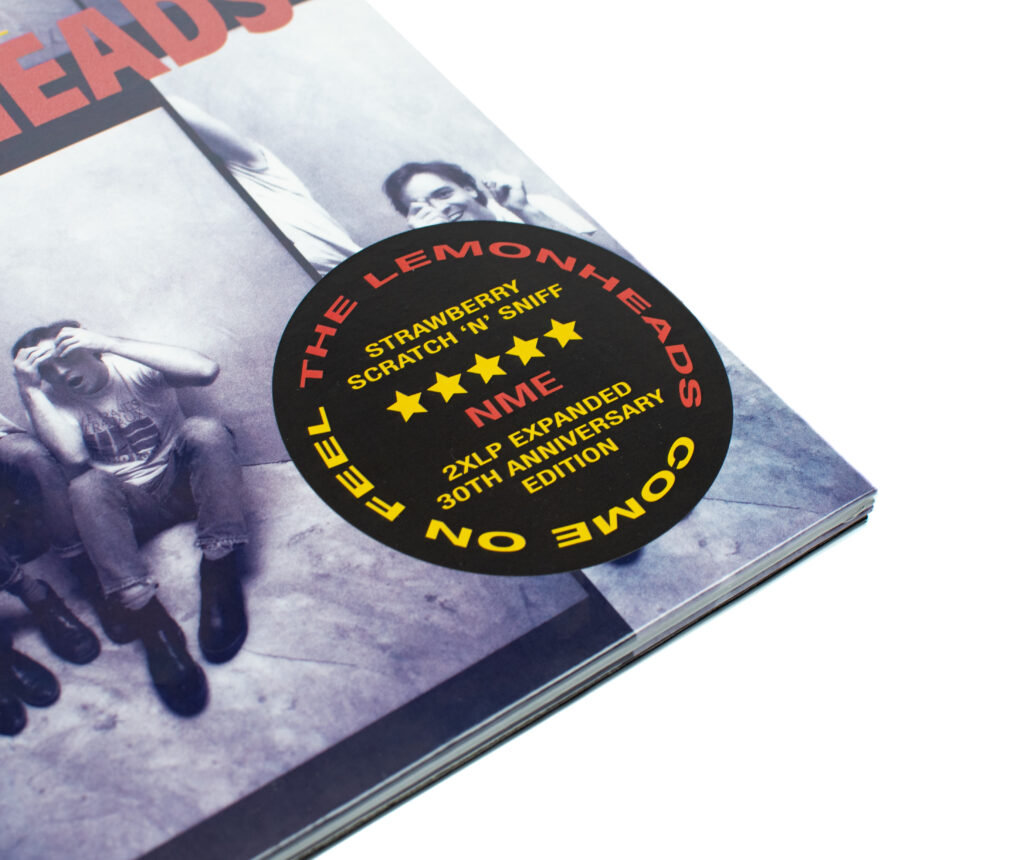 HEADS
THE LEMONHEADS
STRAWBERRY
SCRATCH 'N' SNIFF
NME
2XLP EXPANDED
30TH ANNIVERSARY
EDITION
COME ON FEEL